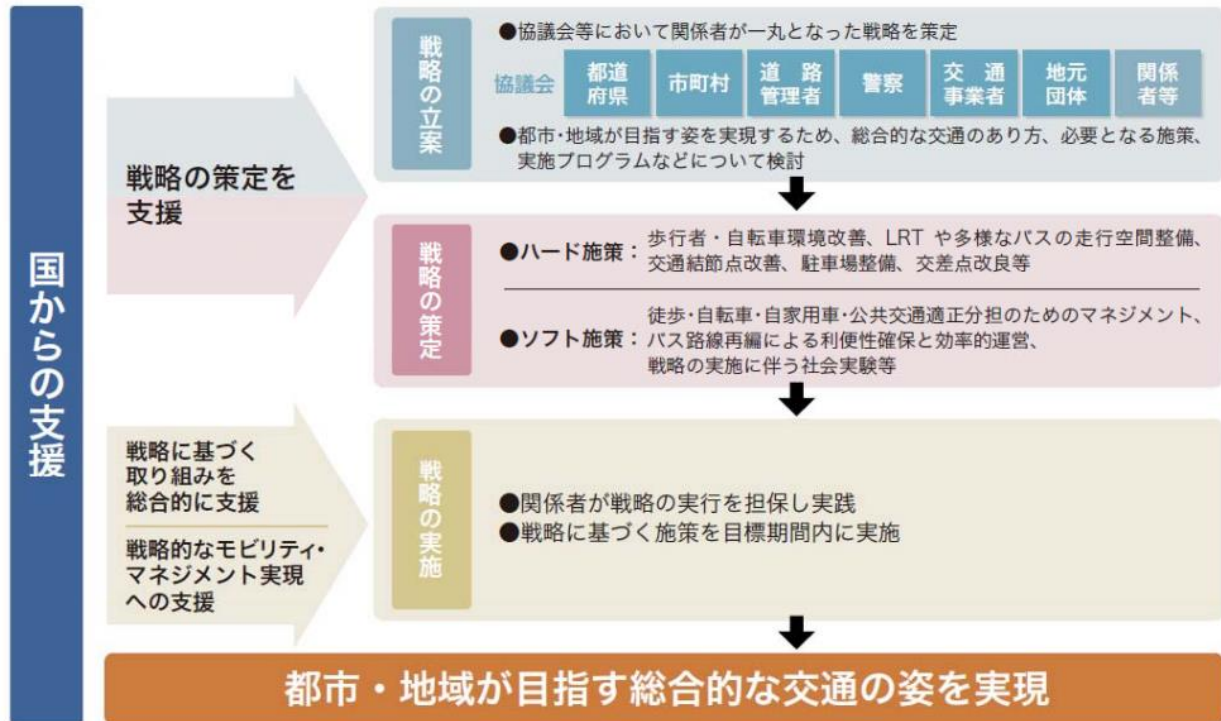 国からの支援
戦略の策定を
支援
戦略の立案
●協議会等において関係者が一丸となった戦略を策定
協議会
都道
府県
市町村
道　路
管理者
警察
交　通
事業者
地元
団体
関係
者等
●都市・地域が目指す姿を実現するため、総合的な交通のあり方、必要となる施策、
実施プログラムなどについて検討
戦略の策定
●ハード施策：
歩行者・自転車環境改善、LRT や多様なバスの走行空間整備、
交通結節点改善、駐車場整備、交差点改良等
●ソフト施策：
徒歩・自転車・自家用車・公共交通適正分担のためのマネジメント、
バス路線再編による利便性確保と効率的運営、
戦略の実施に伴う社会実験等
戦略に基づく
取り組みを
総合的に支援
戦略的なモビリティ・
マネジメント実現
への支援
戦略の実施
●関係者が戦略の実行を担保し実践
●戦略に基づく施策を目標期間内に実施
都市・地域が目指す総合的な交通の姿を実現